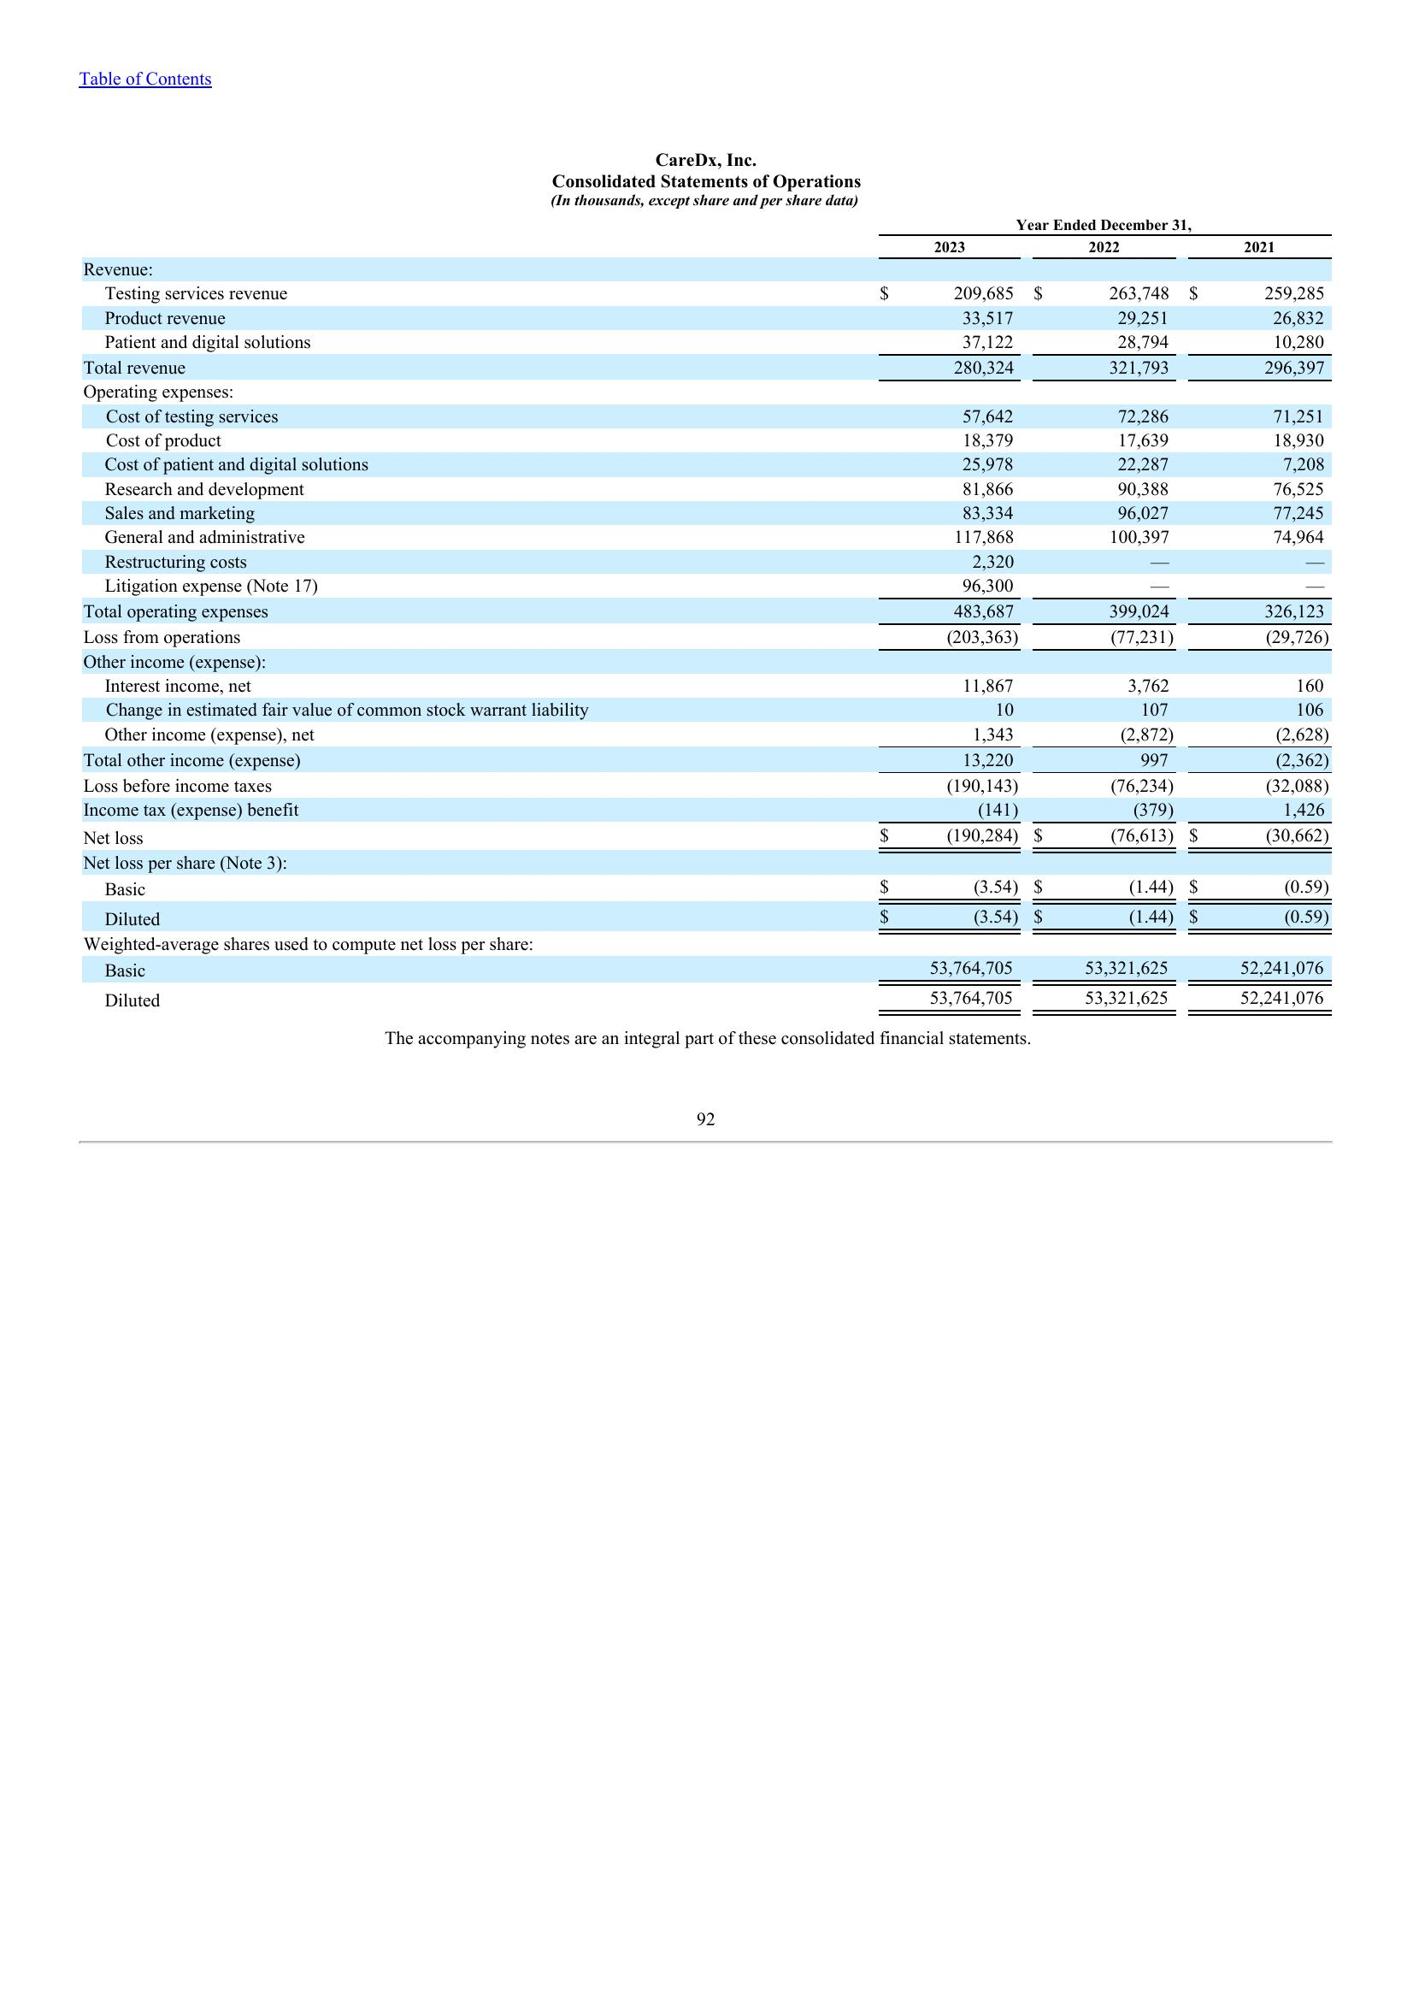 Table of Contents
CareDx, Inc.
Consolidated Statements of Operations
(In thousands, except share and per share data)
Year Ended December 31,
2023 2022 2021
Revenue:
Testing services revenue $ 209,685 $ 263,748 $ 259,285
Product revenue 33,517 29,251 26,832
Patient and digital solutions 37,122 28,794 10,280
Total revenue 280,324 321,793 296,397
Operating expenses:
Cost of testing services 57,642 72,286 71,251
Cost of product 18,379 17,639 18,930
Cost of patient and digital solutions 25,978 22,287 7,208
Research and development 81,866 90,388 76,525
Sales and marketing 83,334 96,027 77,245
General and administrative 117,868 100,397 74,964
Restructuring costs 2,320 — —
Litigation expense (Note 17) 96,300 — —
Total operating expenses 483,687 399,024 326,123
Loss from operations (203,363) (77,231) (29,726)
Other income (expense):
Interest income, net 11,867 3,762 160
Change in estimated fair value of common stock warrant liability 10 107 106
Other income (expense), net 1,343 (2,872) (2,628)
Total other income (expense) 13,220 997 (2,362)
Loss before income taxes (190,143) (76,234) (32,088)
Income tax (expense) benefit (141) (379) 1,426
Net loss $ (190,284) $ (76,613) $ (30,662)
Net loss per share (Note 3):
Basic $ (3.54) $ (1.44) $ (0.59)
Diluted $ (3.54) $ (1.44) $ (0.59)
Weighted-average shares used to compute net loss per share:
Basic 53,764,705 53,321,625 52,241,076
Diluted 53,764,705 53,321,625 52,241,076
The accompanying notes are an integral part of these consolidated financial statements.
92